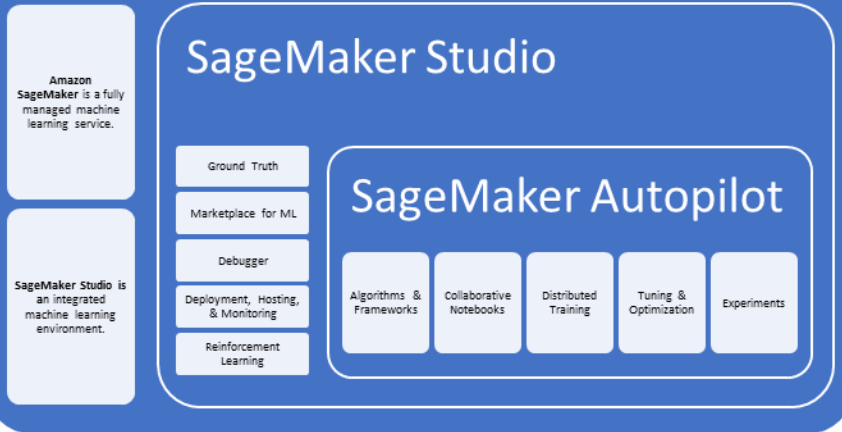 Amazon
SageMaker is a fully
managed machine
learning service.
SageMaker Studio is
an integrated
machine learning
environment.
SageMaker Studio
Ground Truth
Marketplace for ML
Debugger
Deployment, Hosting,
& Monitoring
Reinforcement
Learning
SageMaker Autopilot
Algorithms &
Frameworks
Collaborative
Notebooks
Distributed
Training
Tuning &
Optimization
Experiments